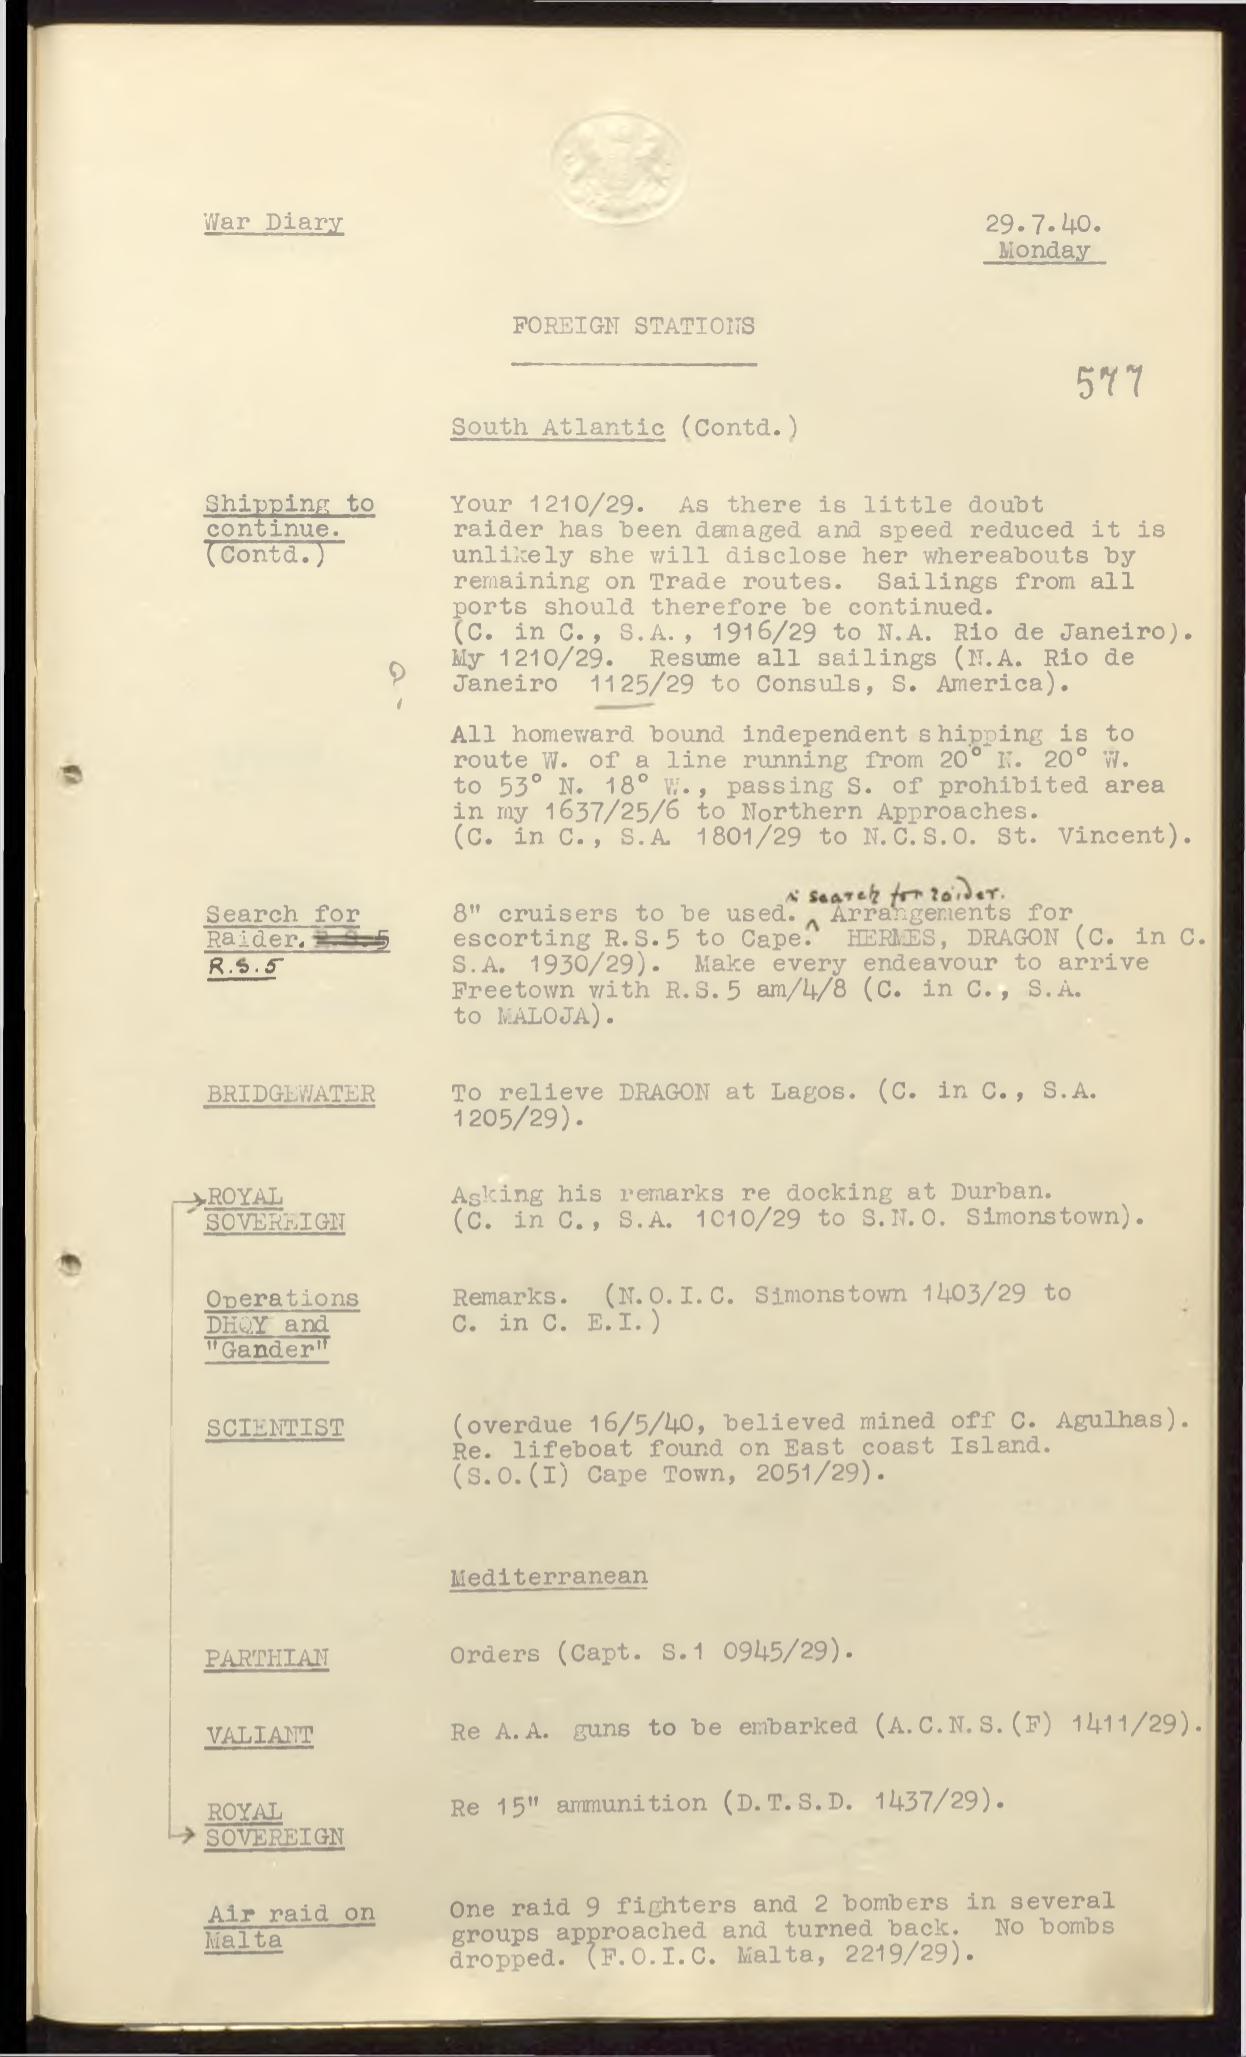 War Diary
29.7.40.
Monday
FOREIGN STATIONS
577
South Atlantic (Contd.)
Shipping to
continue.
(Contd.)
Your 1210/29. As there is little doubt
raider has been damaged and speed reduced it is
unlikely she will disclose her whereabouts by
remaining on Trade routes. Sailings from all
ports should therefore be continued.
(C. in C., S.A., 1916/29 to N.A. Rio de Janeiro).
My 1210/29. Resume all sailings (N.A. Rio de
Janeiro 1125/29 to Consuls, S. America).
?
All homeward bound independent shipping is to
route W. of a line running from 20° N. 20° W.
to 53° N. 18° W., passing S. of prohibited area
in my 1637/25/6 to Northern Approaches.
(C. in C., S.A. 1801/29 to N.C.S.O. St. Vincent).
Search for
Raider. R.S.5
R.S.5
search for raider.
8" cruisers to be used. Arrangements for
escorting R.S.5 to Cape. HERMES, DRAGON (C. in C.
S.A. 1930/29). Make every endeavour to arrive
Freetown with R.S.5 am/4/8 (C. in C., S.A.
to MALOJA).
BRIDGEWATER
To relieve DRAGON at Lagos. (C. in C., S.A.
1205/29).
ROYAL
SOVEREIGN
Asking his remarks re docking at Durban.
(C. in C., S.A. 1010/29 to S.N.O. Simonstown).
Operations
DHQY and
"Gander"
Remarks. (N.O.I.C. Simonstown 1403/29 to
C. in C. E.I.)
SCIENTIST
(overdue 16/5/40, believed mined off C. Agulhas).
Re. lifeboat found on East coast Island.
(S.O.(I) Cape Town, 2051/29).
Mediterranean
PARTHIAN
Orders (Capt. S.1 0945/29).
VALIANT
Re A.A. guns to be embarked (A.C.N.S.(F) 1411/29).
ROYAL
SOVEREIGN
Re 15" ammunition (D.T.S.D. 1437/29).
Air raid on
Malta
One raid 9 fighters and 2 bombers in several
groups approached and turned back. No bombs
dropped. (F.O.I.C. Malta, 2219/29).